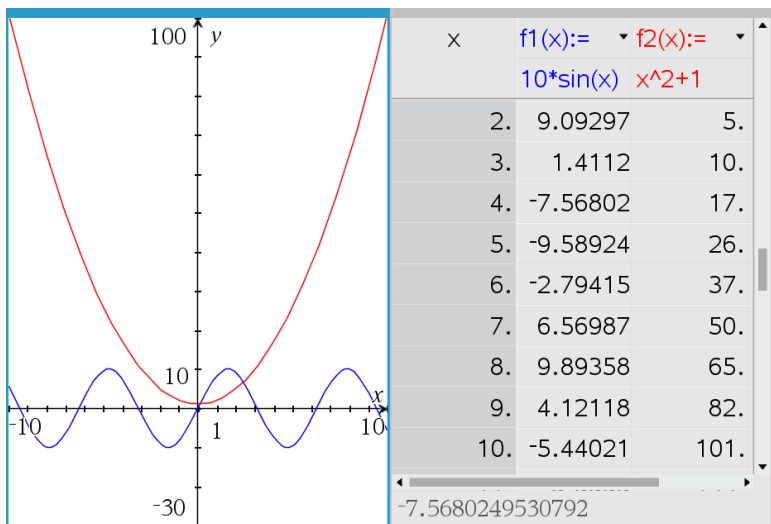 100 y
10
x
-10 1 10
-30
x f1(x):= f2(x):=
10*sin(x) x^2+1
2. 9.09297 5.
3. 1.4112 10.
4. -7.56802 17.
5. -9.58924 26.
6. -2.79415 37.
7. 6.56987 50.
8. 9.89358 65.
9. 4.12118 82.
10. -5.44021 101.
-7.5680249530792